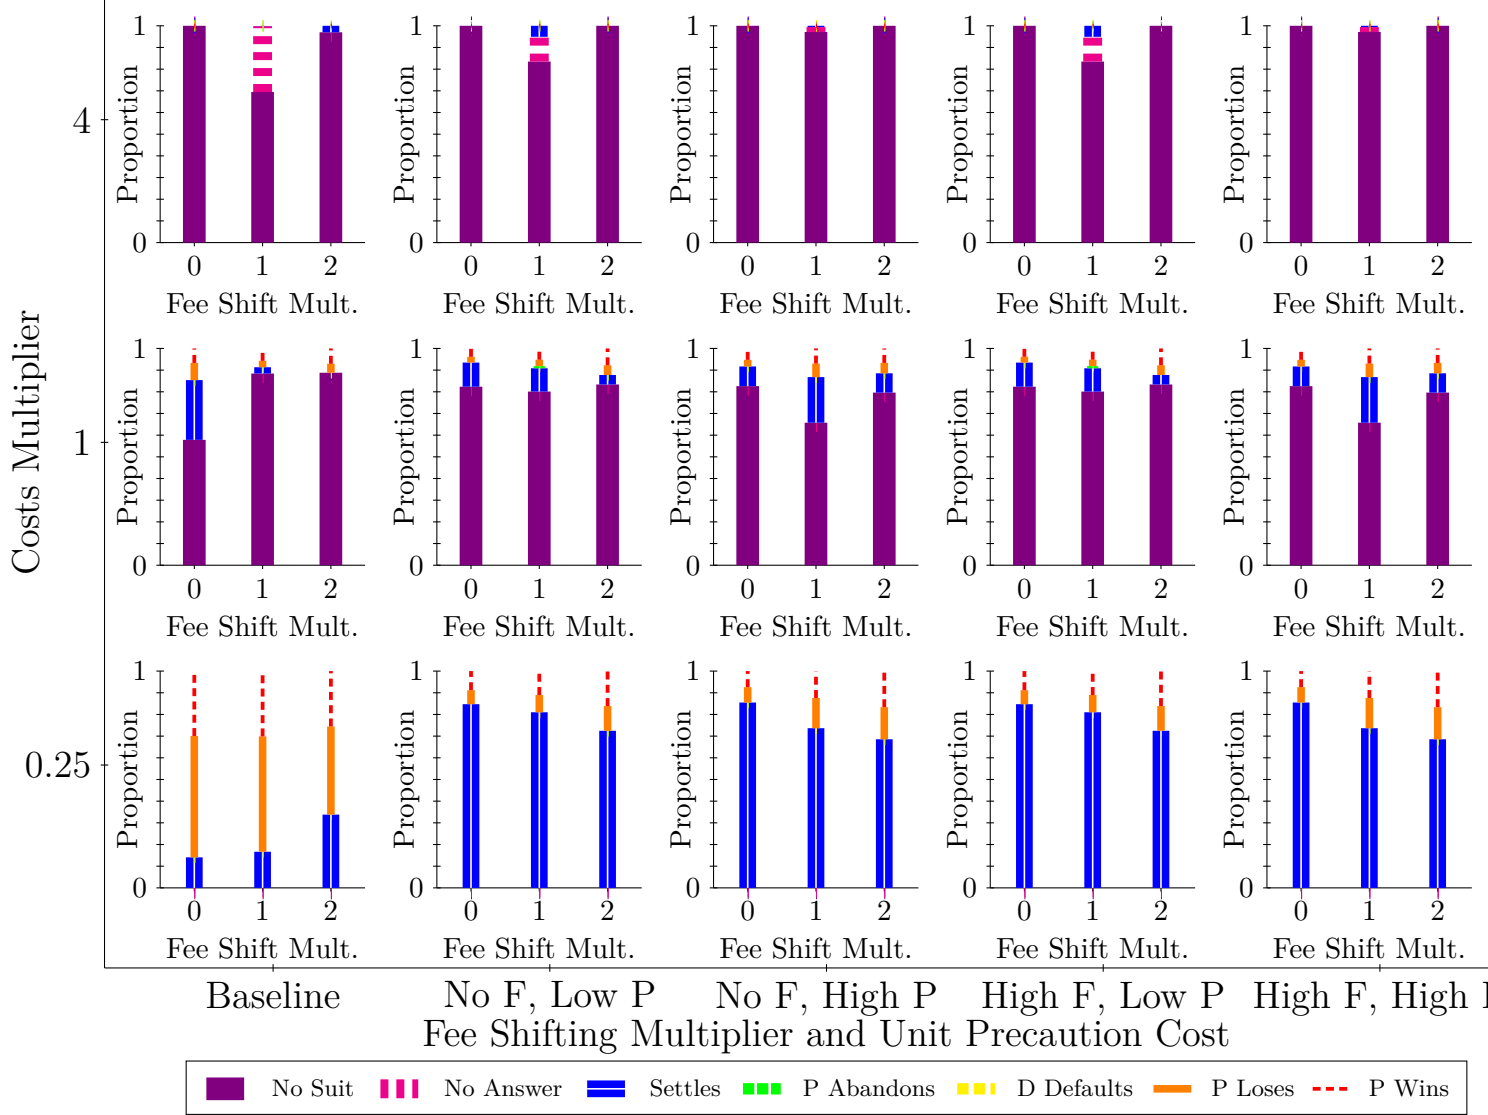 1 1 1 1 1
Proportion Proportion Proportion Proportion Proportion
4
0 0 0 0 0
0 1 2 0 1 2 0 1 2 0 1 2 0 1 2
Fee Shift Mult. Fee Shift Mult. Fee Shift Mult. Fee Shift Mult. Fee Shift Mult.
Costs Multiplier
1 1 1 1 1
Proportion Proportion Proportion Proportion Proportion
1
0 0 0 0 0
0 1 2 0 1 2 0 1 2 0 1 2 0 1 2
Fee Shift Mult. Fee Shift Mult. Fee Shift Mult. Fee Shift Mult. Fee Shift Mult.
1 1 1 1 1
Proportion Proportion Proportion Proportion Proportion
0.25
0 0 0 0 0
0 1 2 0 1 2 0 1 2 0 1 2 0 1 2
Fee Shift Mult. Fee Shift Mult. Fee Shift Mult. Fee Shift Mult. Fee Shift Mult.
Baseline No F, Low P No F, High P High F, Low P High F, High
Fee Shifting Multiplier and Unit Precaution Cost
No Suit No Answer Settles P Abandons D Defaults P Loses P Wins